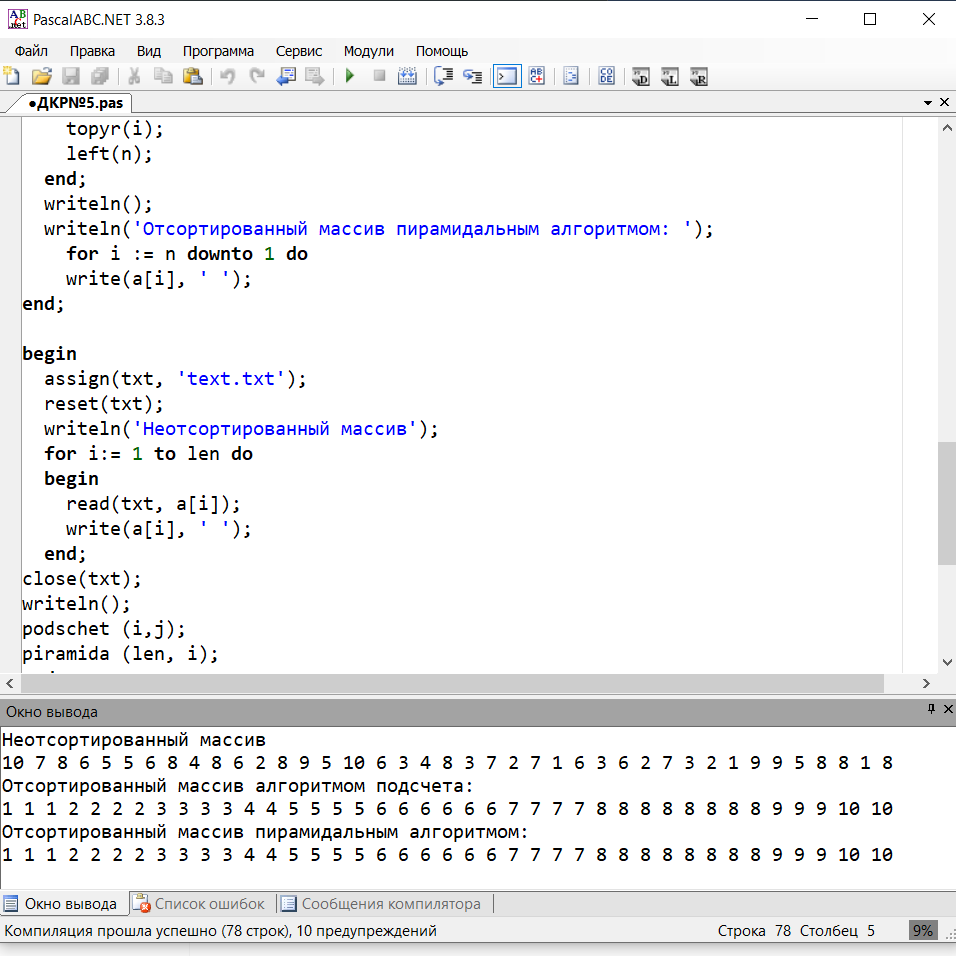 PascalABC.NET 3.8.3
Файл Правка Вид Программа Сервис Модули Помощь
•ДКР№5.pas
topyr(i);
left(n);
end;
writeln();
writeln('Отсортированный массив пирамидальным алгоритмом: ');
for i := n downto 1 do
write(a[i], ' ');
end;
begin
assign(txt, 'text.txt');
reset(txt);
writeln('Неотсортированный массив');
for i:= 1 to len do
begin
read(txt, a[i]);
write(a[i], ' ');
end;
close(txt);
writeln();
podschet (i,j);
piramida (len, i);
Окно вывода
Неотсортированный массив
10 7 8 6 5 5 6 8 4 8 6 2 8 9 5 10 6 3 4 8 3 7 2 7 1 6 3 6 2 7 3 2 1 9 9 5 8 8 1 8
Отсортированный массив алгоритмом подсчета:
1 1 1 2 2 2 2 3 3 3 3 4 4 5 5 5 5 6 6 6 6 6 6 7 7 7 7 8 8 8 8 8 8 8 8 9 9 9 10 10
Отсортированный массив пирамидальным алгоритмом:
1 1 1 2 2 2 2 3 3 3 3 4 4 5 5 5 5 6 6 6 6 6 6 7 7 7 7 8 8 8 8 8 8 8 8 9 9 9 10 10
Окно вывода Список ошибок Сообщения компилятора
Компиляция прошла успешно (78 строк), 10 предупреждений Строка 78 Столбец 5 9%